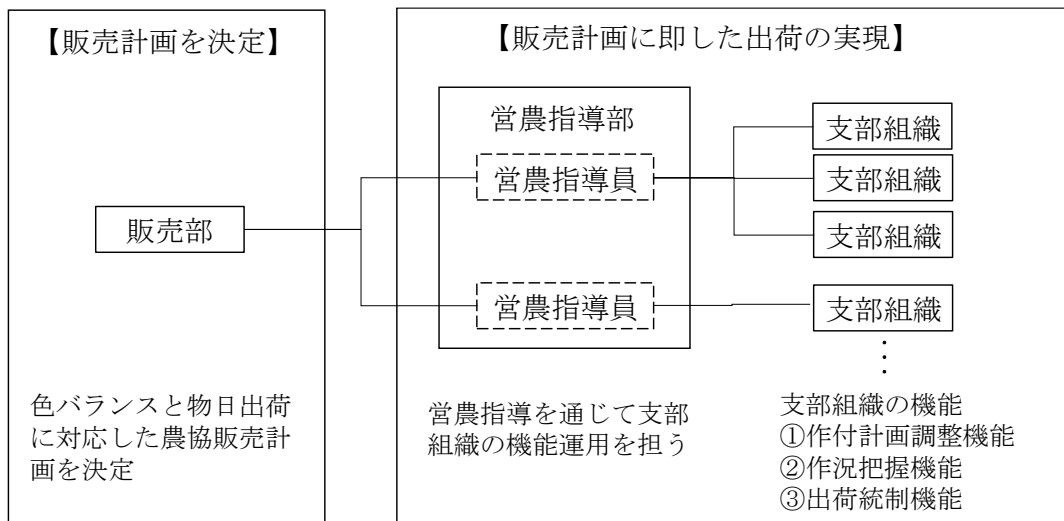 【販売計画を決定】
販売部
色バランスと物日出荷
に対応した農協販売計
画を決定
【販売計画に即した出荷の実現】
営農指導部
営農指導員
営農指導員
営農指導を通じて支部
組織の機能運用を担う
支部組織
支部組織
支部組織
支部組織
⋮
支部組織の機能
①作付計画調整機能
②作況把握機能
③出荷統制機能